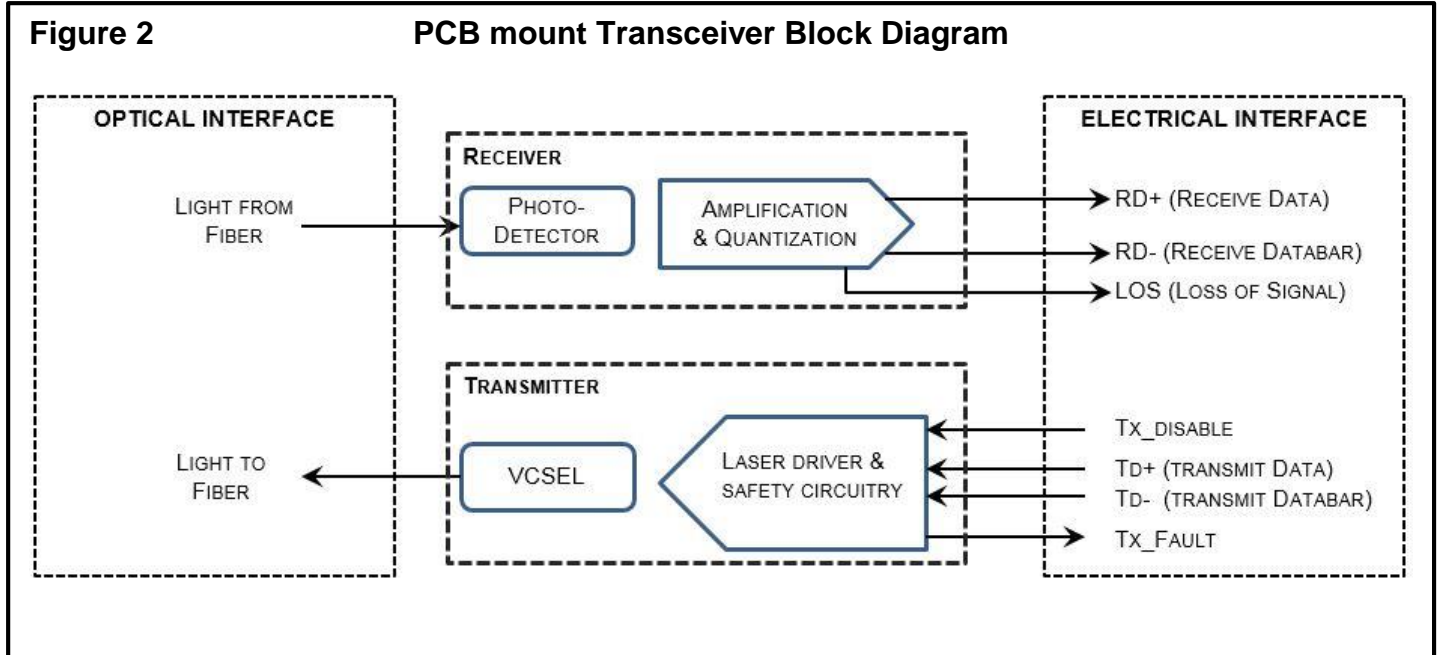 Figure 2 PCB mount Transceiver Block Diagram
OPTICAL INTERFACE
LIGHT FROM
FIBER
LIGHT TO
FIBER
RECEIVER
PHOTO-
DETECTOR
AMPLIFICATION
& QUANTIZATION
TRANSMITTER
VCSEL
LASER DRIVER &
SAFETY CIRCUITRY
ELECTRICAL INTERFACE
RD+ (RECEIVE DATA)
RD- (RECEIVE DATABAR)
LOS (LOSS OF SIGNAL)
TX_DISABLE
TD+ (TRANSMIT DATA)
TD- (TRANSMIT DATABAR)
TX_FAULT